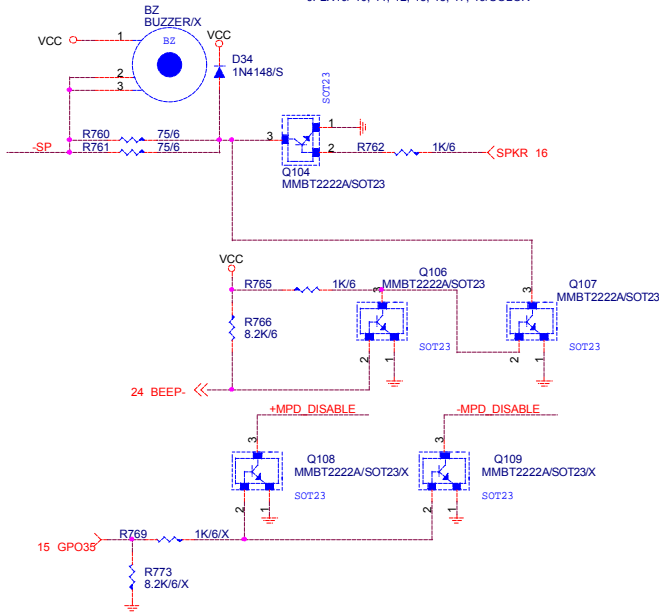 BZ
BUZZER/X
VCC
1
BZ
VCC
D34
1N4148/S
2
3
SOT23
1
R760
75/6
3
-SP
R761
75/6
2
R762
1K/6
SPKR 16
Q104
MMBT2222A/SOT23
VCC
R765
1K/6
3
Q106
MMBT2222A/SOT23
3
Q107
MMBT2222A/SOT23
R766
8.2K/6
SOT23
SOT23
2
1
2
1
24 BEEP-
+MPD_DISABLE
-MPD_DISABLE
3
Q108
MMBT2222A/SOT23/X
3
Q109
MMBT2222A/SOT23/X
SOT23
SOT23
2
1
2
1
R769
1K/6/X
15 GPO35
R773
8.2K/6/X